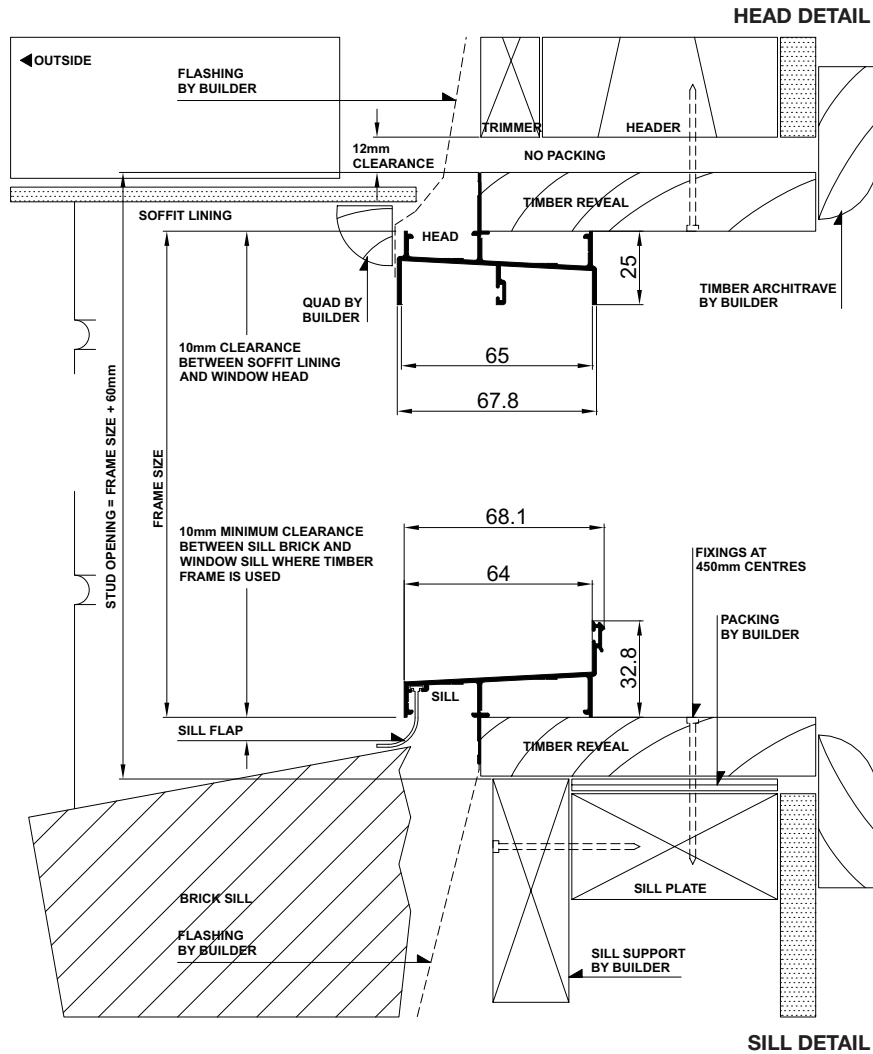 HEAD DETAIL
OUTSIDE
FLASHING
BY BUILDER
TRIMMER
HEADER
12mm
CLEARANCE
NO PACKING
TIMBER REVEAL
SOFFIT LINING
HEAD
25
QUAD BY
BUILDER
TIMBER ARCHITRAVE
BY BUILDER
10mm CLEARANCE
BETWEEN SOFFIT LINING
AND WINDOW HEAD
65
67.8
STUD OPENING = FRAME SIZE + 60mm
FRAME SIZE
68.1
10mm MINIMUM CLEARANCE
BETWEEN SILL BRICK AND
WINDOW SILL WHERE TIMBER
FRAME IS USED
64
FIXINGS AT
450mm CENTRES
PACKING
BY BUILDER
32.8
SILL
SILL FLAP
TIMBER REVEAL
BRICK SILL
SILL PLATE
FLASHING
BY BUILDER
SILL SUPPORT
BY BUILDER
SILL DETAIL